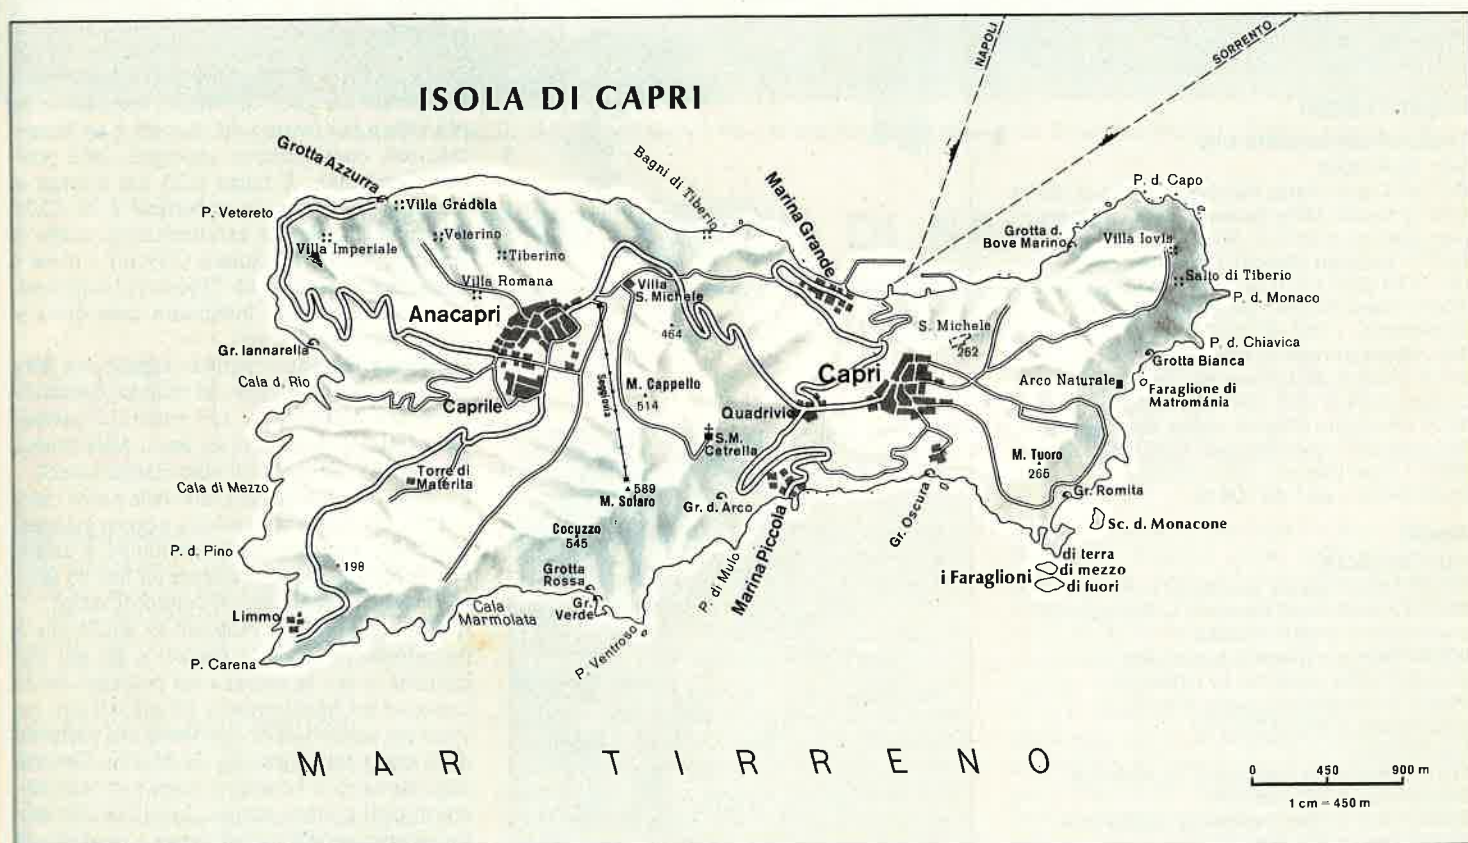 NAPOLI
SORRENTO
ISOLA DI CAPRI
Grotta Azzurra
Bagni di Tiberio
Marina Grande
P. d. Capo
P. Vetereto
Villa Grádola
Grotta d.
Bove Marino
Villa Iovis
Villa Imperiale
Veterino
Tiberino
Salto di Tiberio
Villa Romana
Villa
S. Michele
P. d. Monaco
Anacapri
464
S. Michele
262
P. d. Chiavica
Gr. Iannarella
Grotta Bianca
Cala d. Rio
Seggiovia
M. Cappello
514
Capri
Arco Naturale
Faraglione di
Matrománia
Caprile
Quadrivio
S.M.
Cetrella
M. Tuoro
265
Torre di
Materita
Cala di Mezzo
589
M. Solaro
Gr. d. Arco
Gr. Oscura
Gr. Romita
Marina Piccola
Sc. d. Monacone
Cocuzzo
545
P. d. Pino
198
Grotta
Rossa
P. di Mulo
i Faraglioni
di terra
di mezzo
di fuori
Limmo
Cala
Marmolata
Gr.
Verde
P. Ventroso
P. Carena
MAR TIRRENO
0 450 900 m
1 cm = 450 m